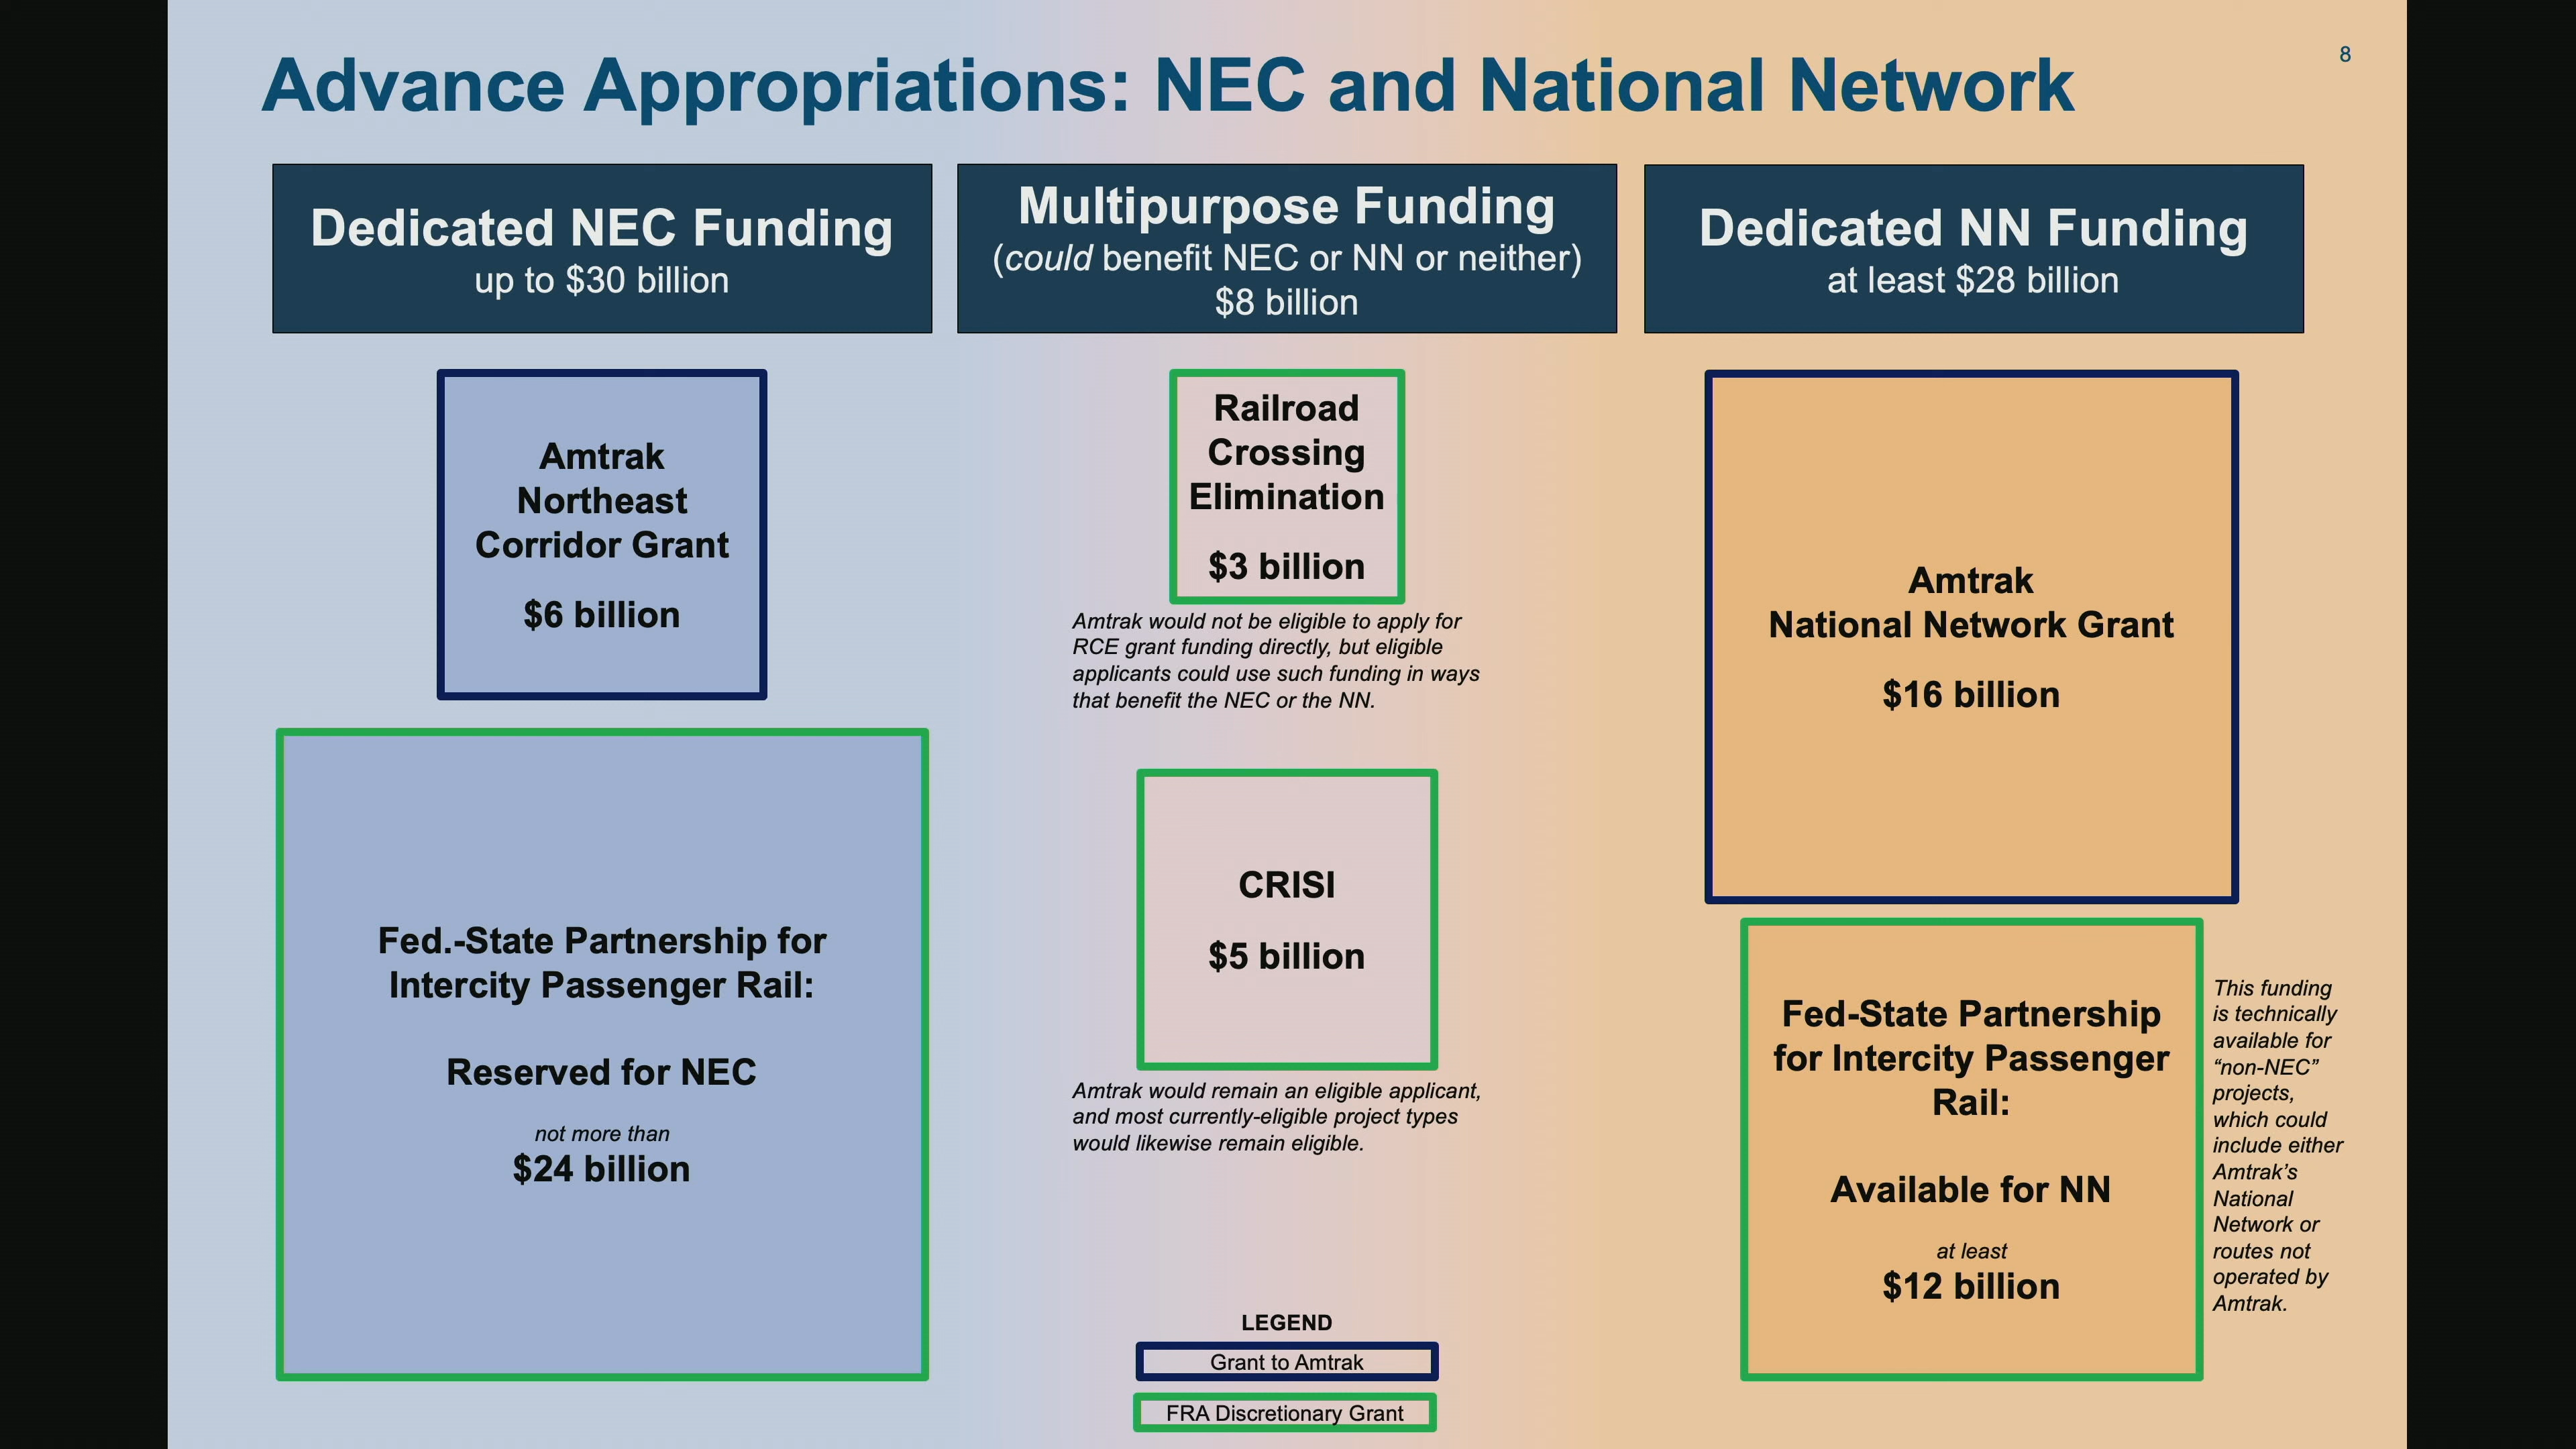 8
Advance Appropriations: NEC and National Network
Dedicated NEC Funding
up to $30 billion
Multipurpose Funding
(could benefit NEC or NN or neither)
$8 billion
Dedicated NN Funding
at least $28 billion
Amtrak
Northeast
Corridor Grant
$6 billion
Fed.-State Partnership for
Intercity Passenger Rail:
Reserved for NEC
not more than
$24 billion
Railroad
Crossing
Elimination
$3 billion
Amtrak would not be eligible to apply for
RCE grant funding directly, but eligible
applicants could use such funding in ways
that benefit the NEC or the NN.
CRISI
$5 billion
Amtrak would remain an eligible applicant,
and most currently-eligible project types
would likewise remain eligible.
LEGEND
Grant to Amtrak
FRA Discretionary Grant
Amtrak
National Network Grant
$16 billion
Fed-State Partnership
for Intercity Passenger
Rail:
Available for NN
at least
$12 billion
This funding
is technically
available for
“non-NEC”
projects,
which could
include either
Amtrak’s
National
Network or
routes not
operated by
Amtrak.